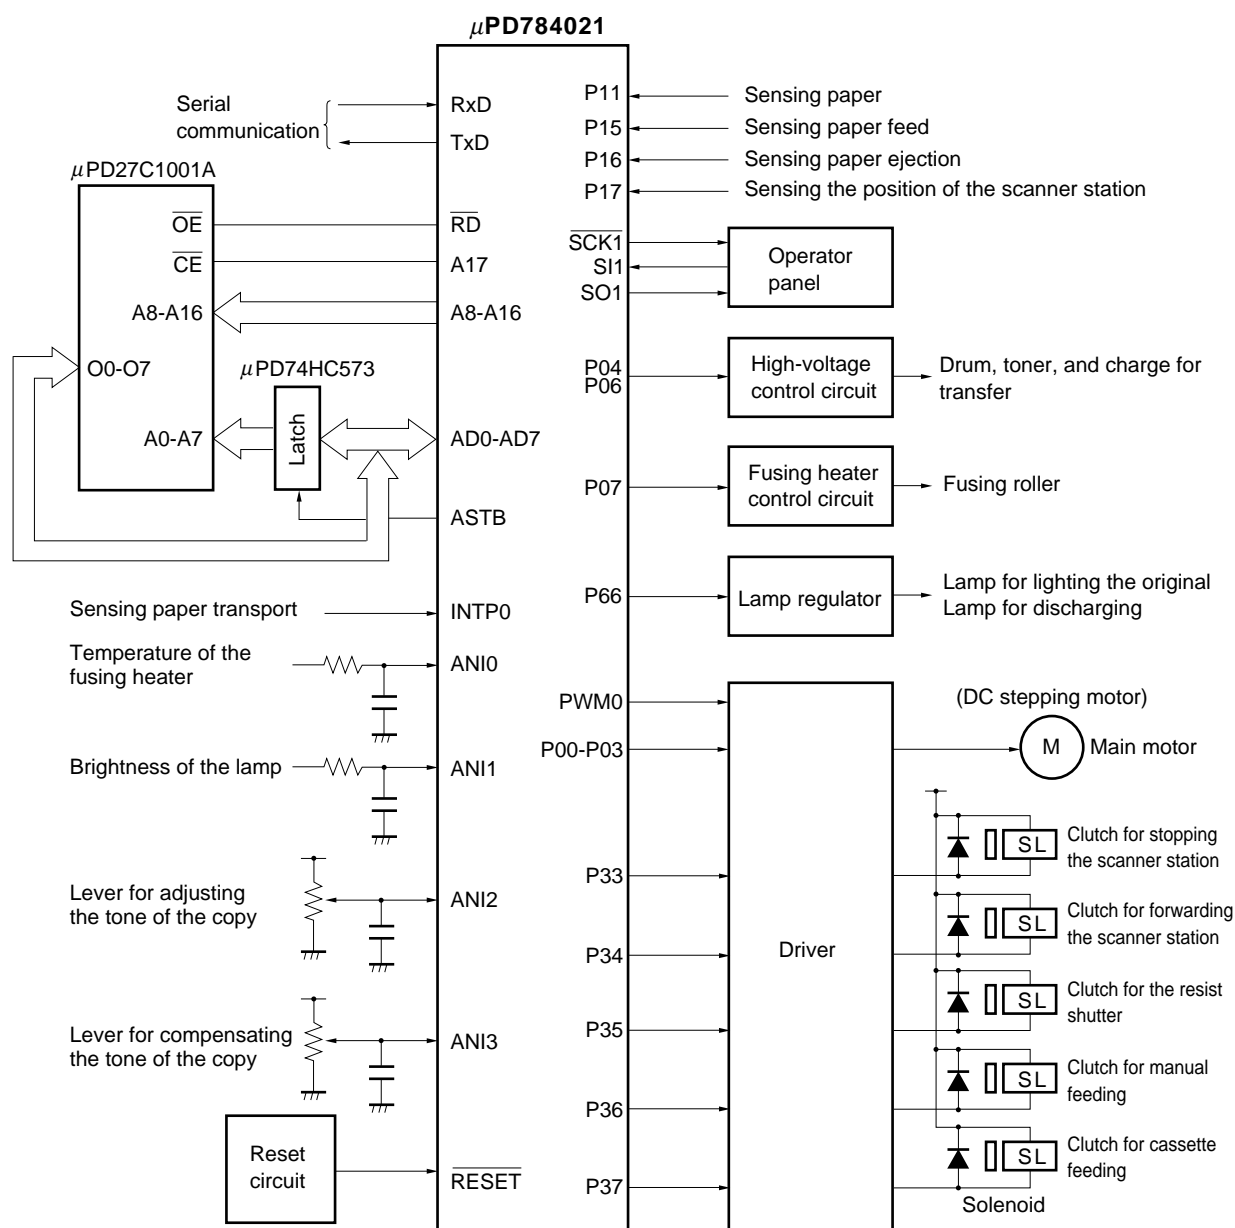 μPD784021
Serial
communication
RxD
TxD
μPD27C1001A
OE
CE
A8-A16
O0-O7
A0-A7
RD
A17
A8-A16
μPD74HC573
Latch
AD0-AD7
ASTB
Sensing paper transport
INTP0
Temperature of the
fusing heater
ANI0
Brightness of the lamp
ANI1
Lever for adjusting
the tone of the copy
ANI2
Lever for compensating
the tone of the copy
ANI3
Reset
circuit
RESET
P11
Sensing paper
P15
Sensing paper feed
P16
Sensing paper ejection
P17
Sensing the position of the scanner station
SCK1
SI1
SO1
Operator
panel
P04
P06
High-voltage
control circuit
Drum, toner, and charge for
transfer
P07
Fusing heater
control circuit
Fusing roller
P66
Lamp regulator
Lamp for lighting the original
Lamp for discharging
PWM0
P00-P03
P33
P34
P35
P36
P37
Driver
(DC stepping motor)
M
Main motor
SL
Clutch for stopping
the scanner station
SL
Clutch for forwarding
the scanner station
SL
Clutch for the resist
shutter
SL
Clutch for manual
feeding
SL
Clutch for cassette
feeding
Solenoid